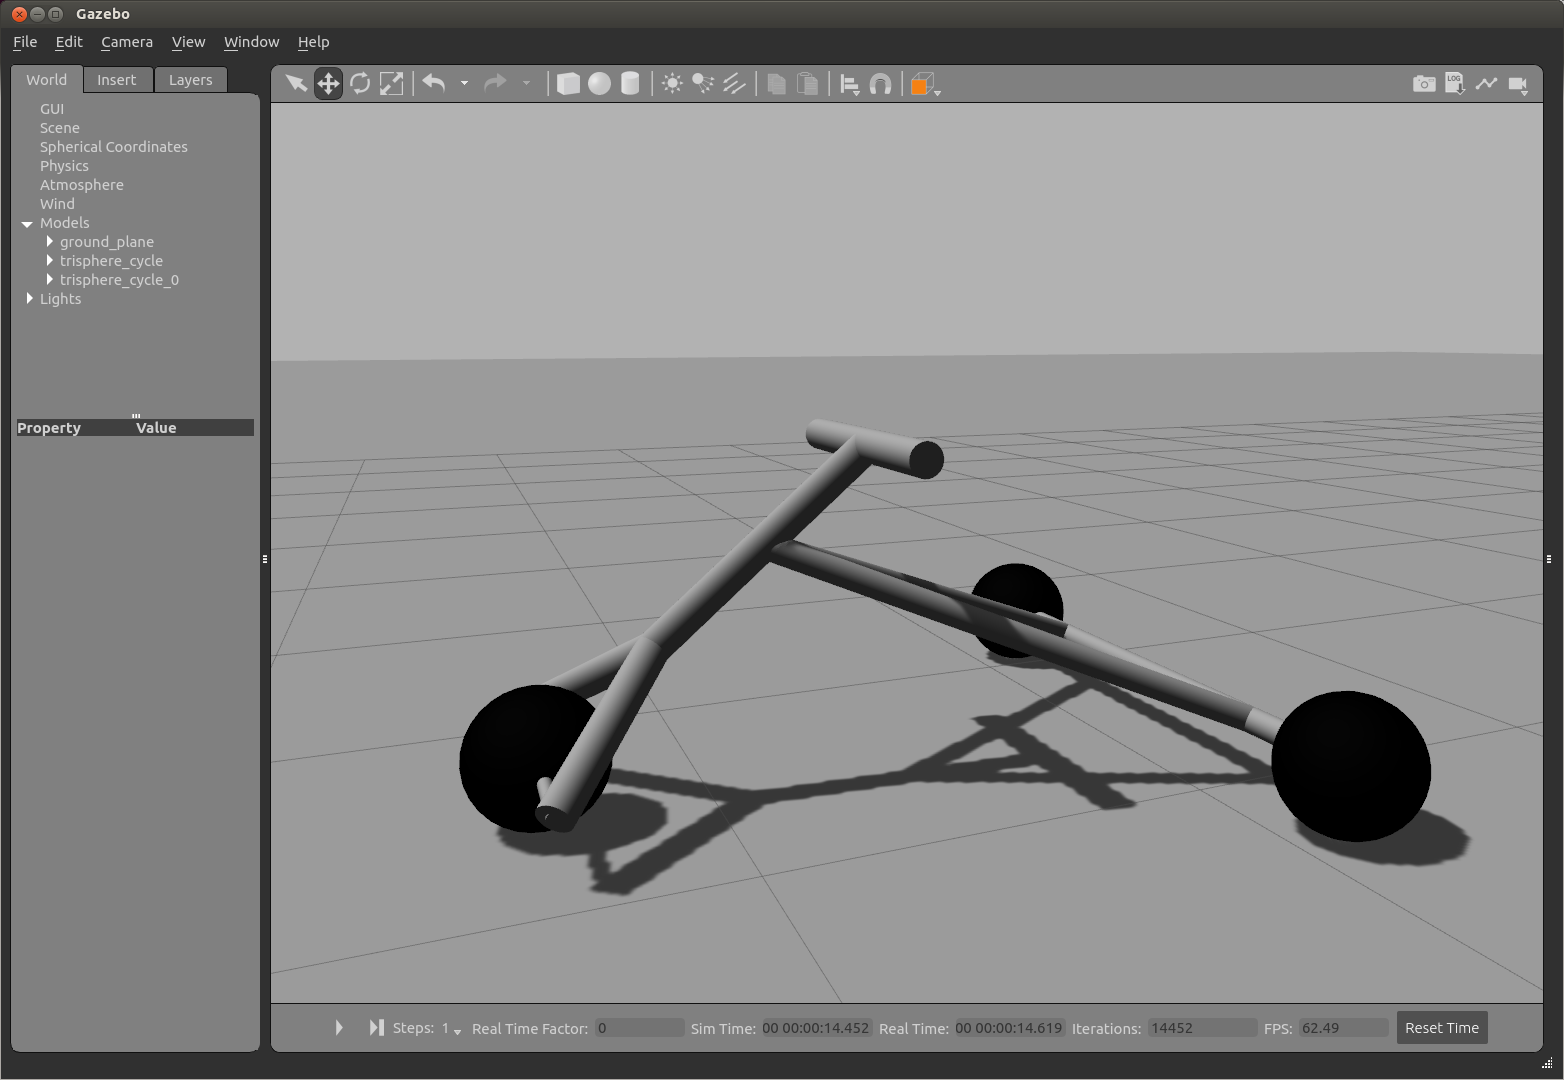 Gazebo
File Edit Camera View Window Help
World Insert Layers
GUI
Scene
Spherical Coordinates
Physics
Atmosphere
Wind
Models
ground_plane
trisphere_cycle
trisphere_cycle_0
Lights
Property Value
LOG
Steps: 1 Real Time Factor: 0 Sim Time: 00 00:00:14.452 Real Time: 00 00:00:14.619 Iterations: 14452 FPS: 62.49 Reset Time